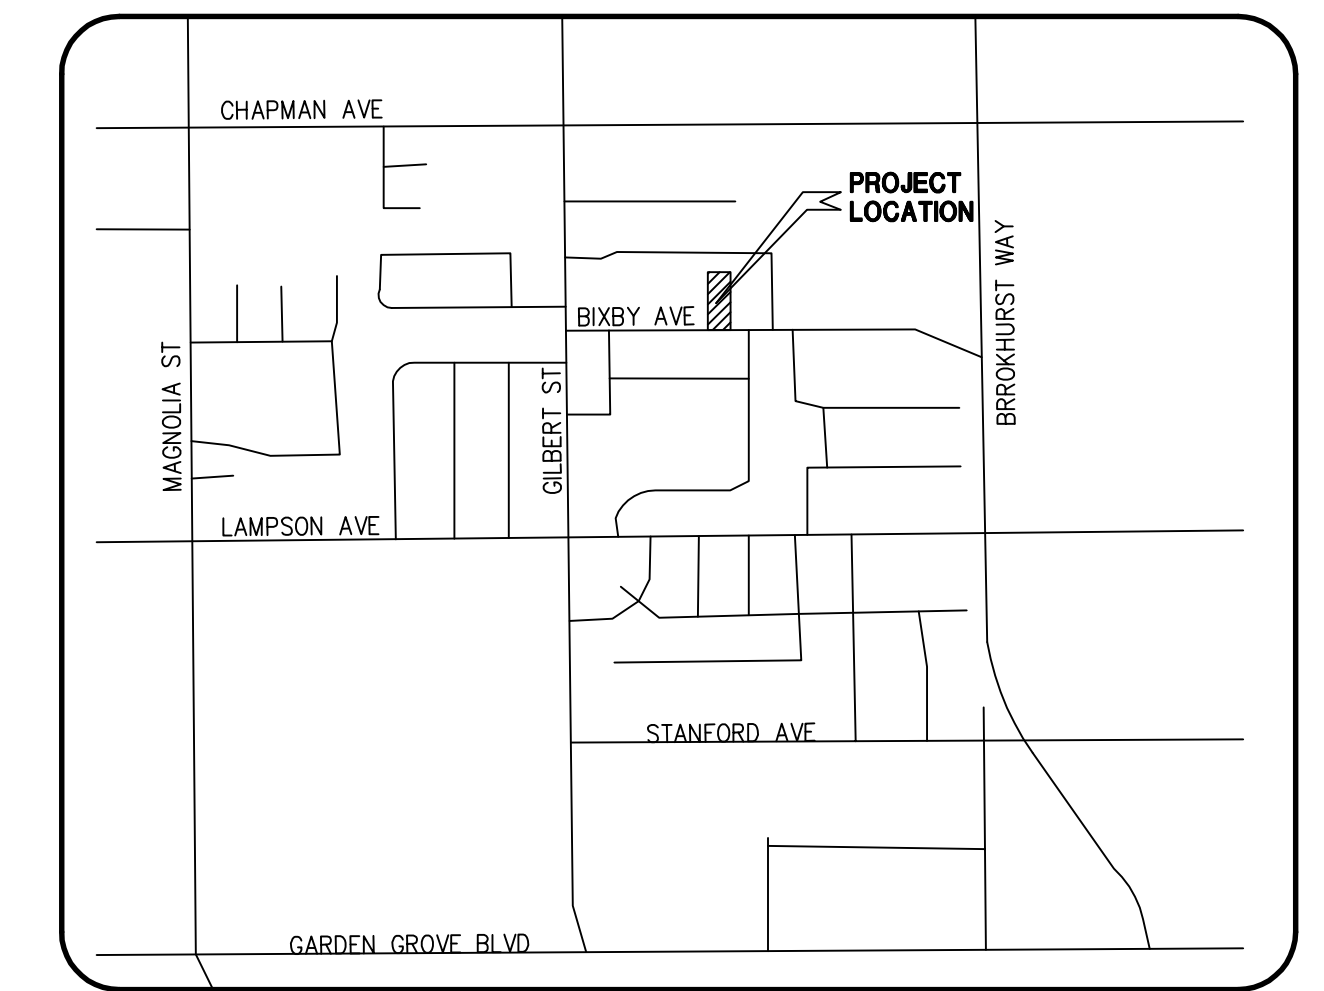 CHAPMAN AVE
PROJECT
LOCATION
BRROKHURST WAY
BIXBY AVE
MAGNOLIA ST
GILBERT ST
LAMPSON AVE
STANFORD AVE
GARDEN GROVE BLVD